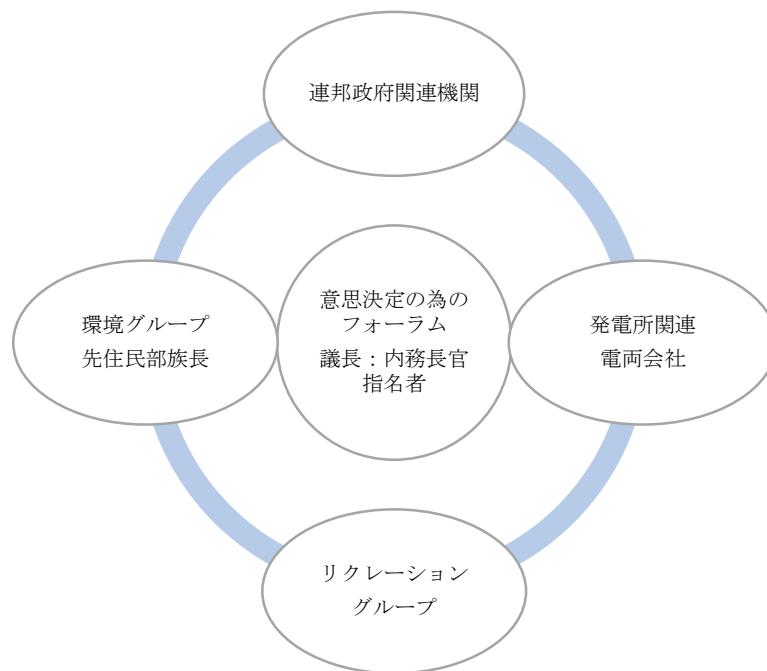 連邦政府関連機関
環境グループ
先住民部族長
意思決定の為の
フォーラム
議長：内務長官
指名者
発電所関連
電両会社
リクレーション
グループ